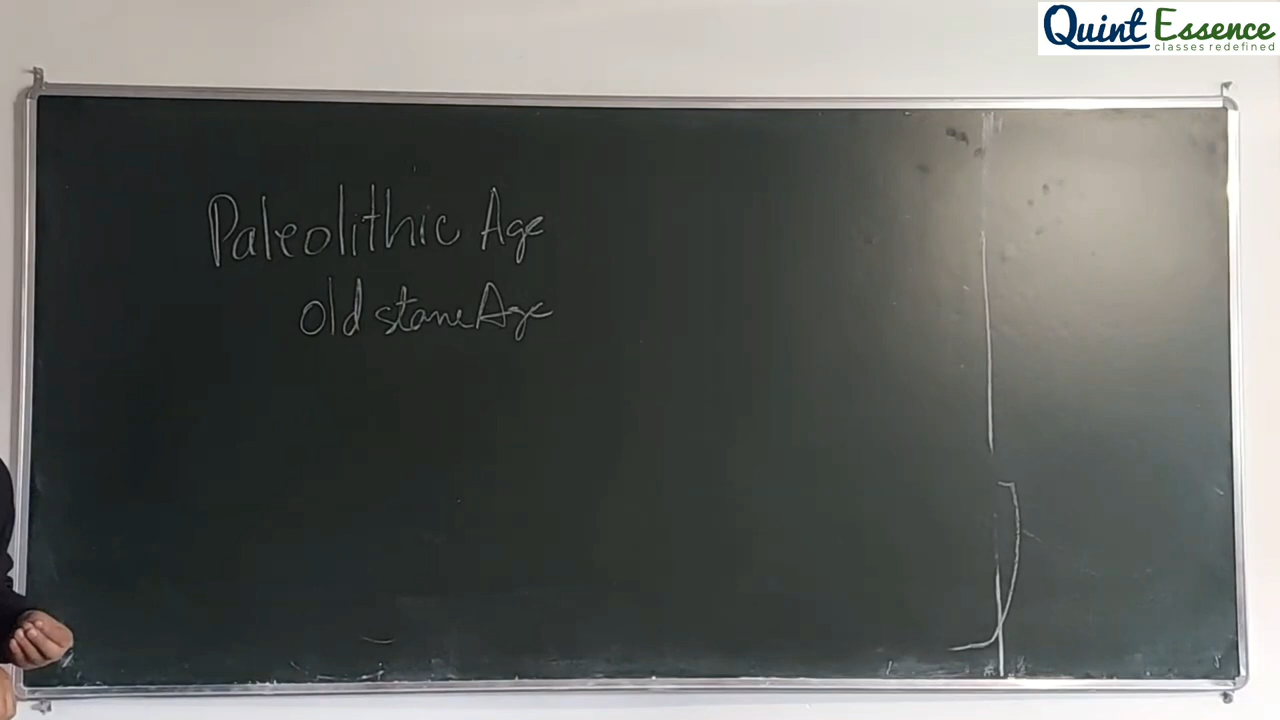 Quint Essence
classes redefined
Paleolithic Age
old stone Age